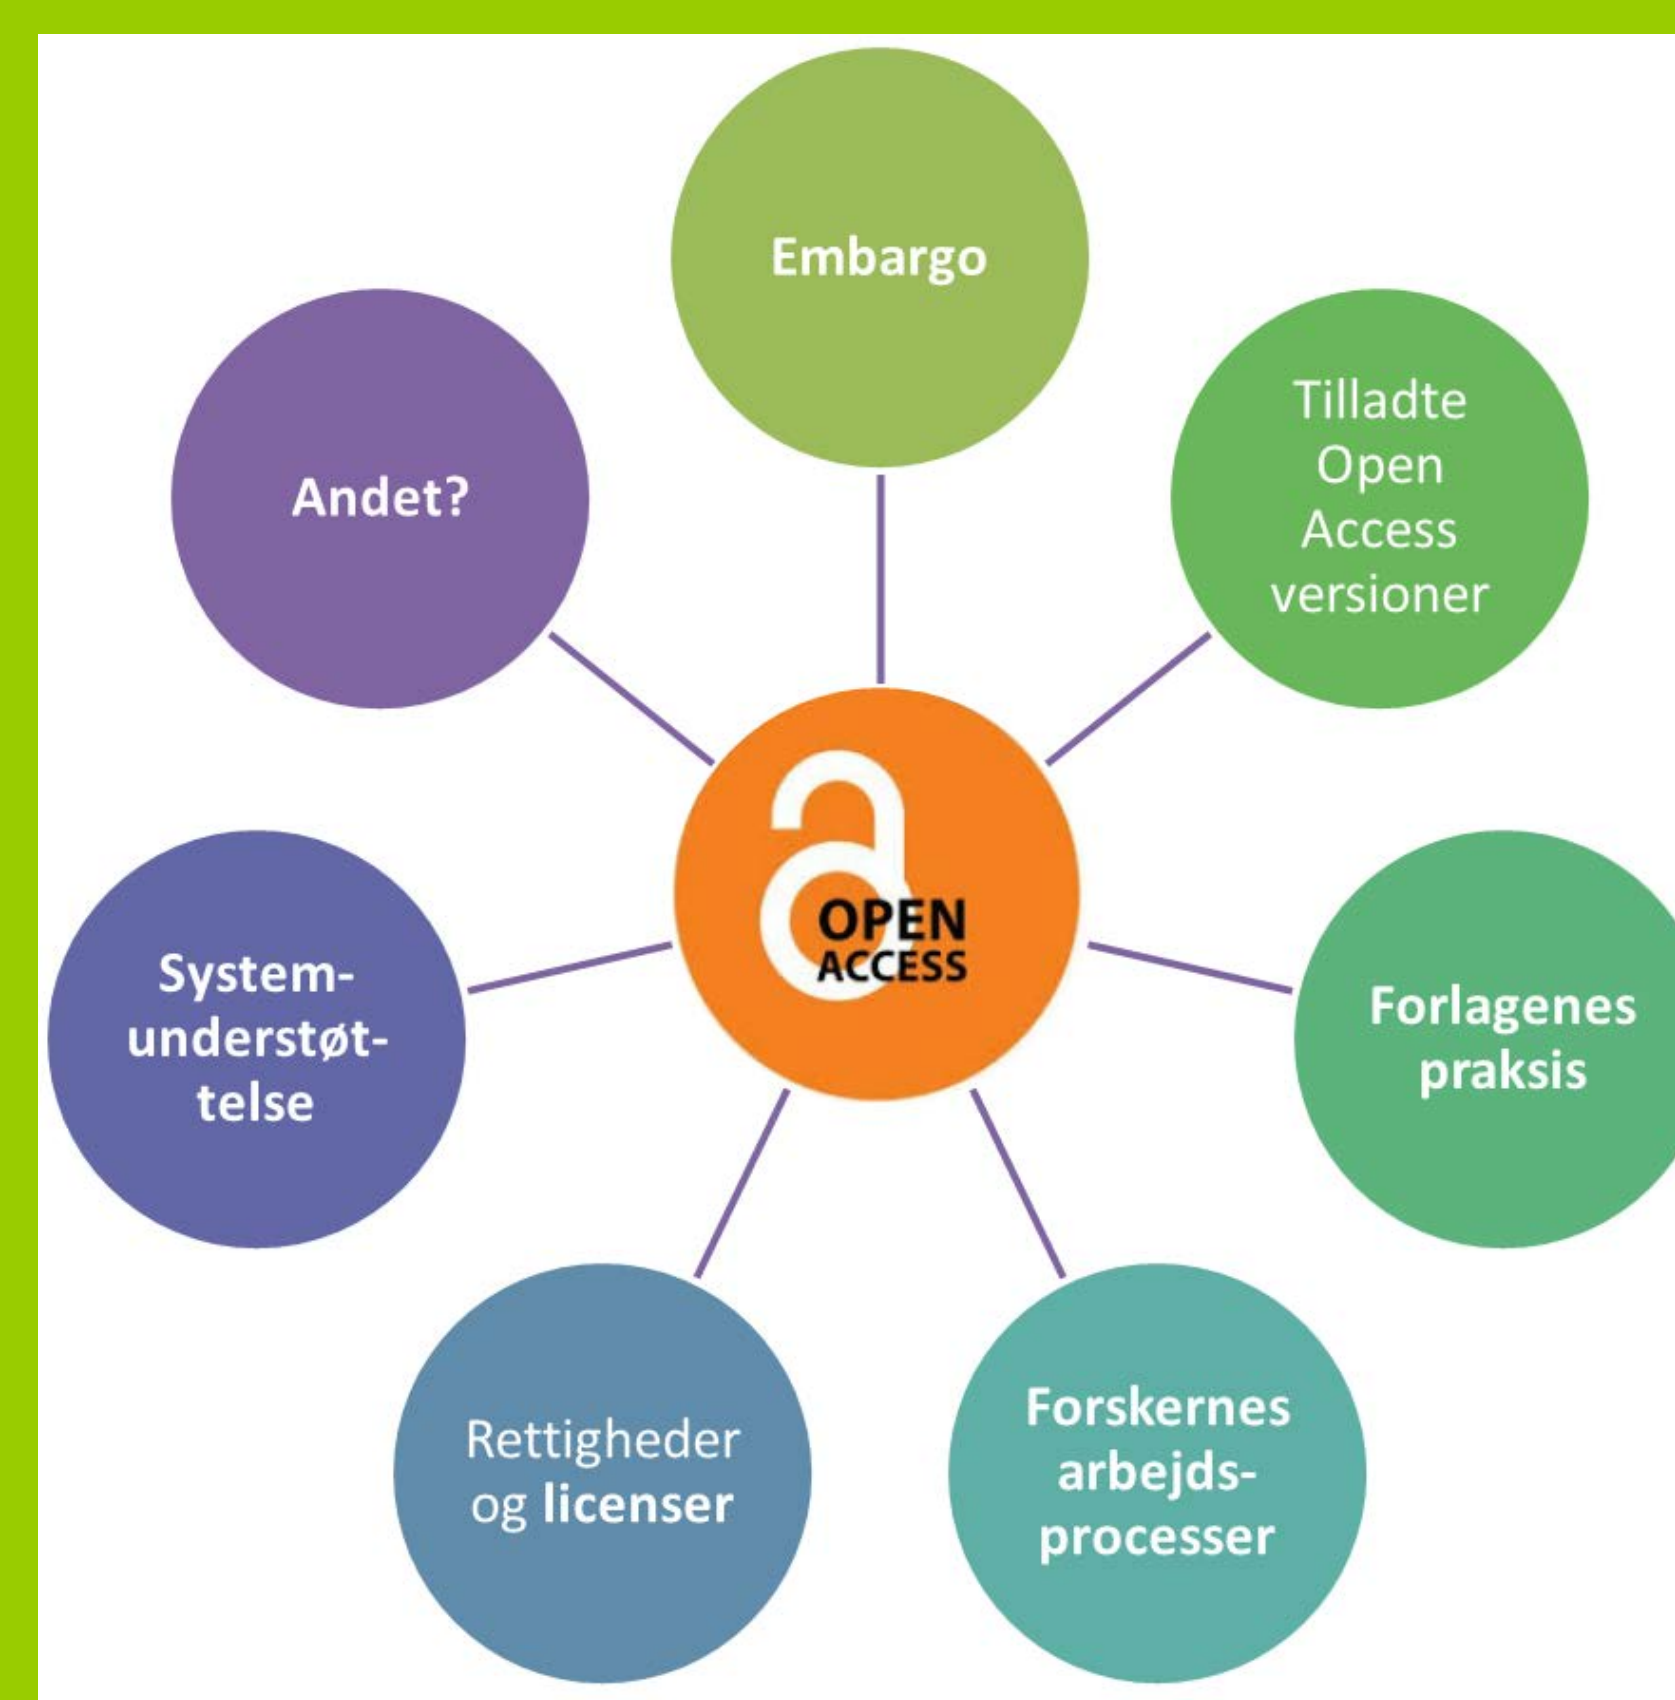 Embargo
Tilladte
Open
Access
versioner
Andet?
OPEN
ACCESS
Forlagenes
praksis
System-
understøt-
telse
Forskernes
arbejds-
processer
Rettigheder
og licenser